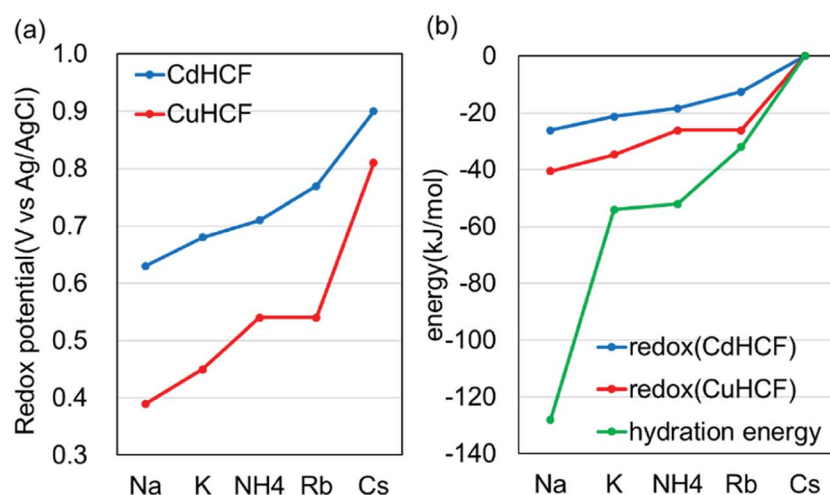 (a)
Redox potential(V vs Ag/AgCl)
1.0
0.9
0.8
0.7
0.6
0.5
0.4
0.3
CdHCF
CuHCF
Na K NH4 Rb Cs
(b)
energy(kJ/mol)
0
-20
-40
-60
-80
-100
-120
-140
redox(CdHCF)
redox(CuHCF)
hydration energy
Na K NH4 Rb Cs